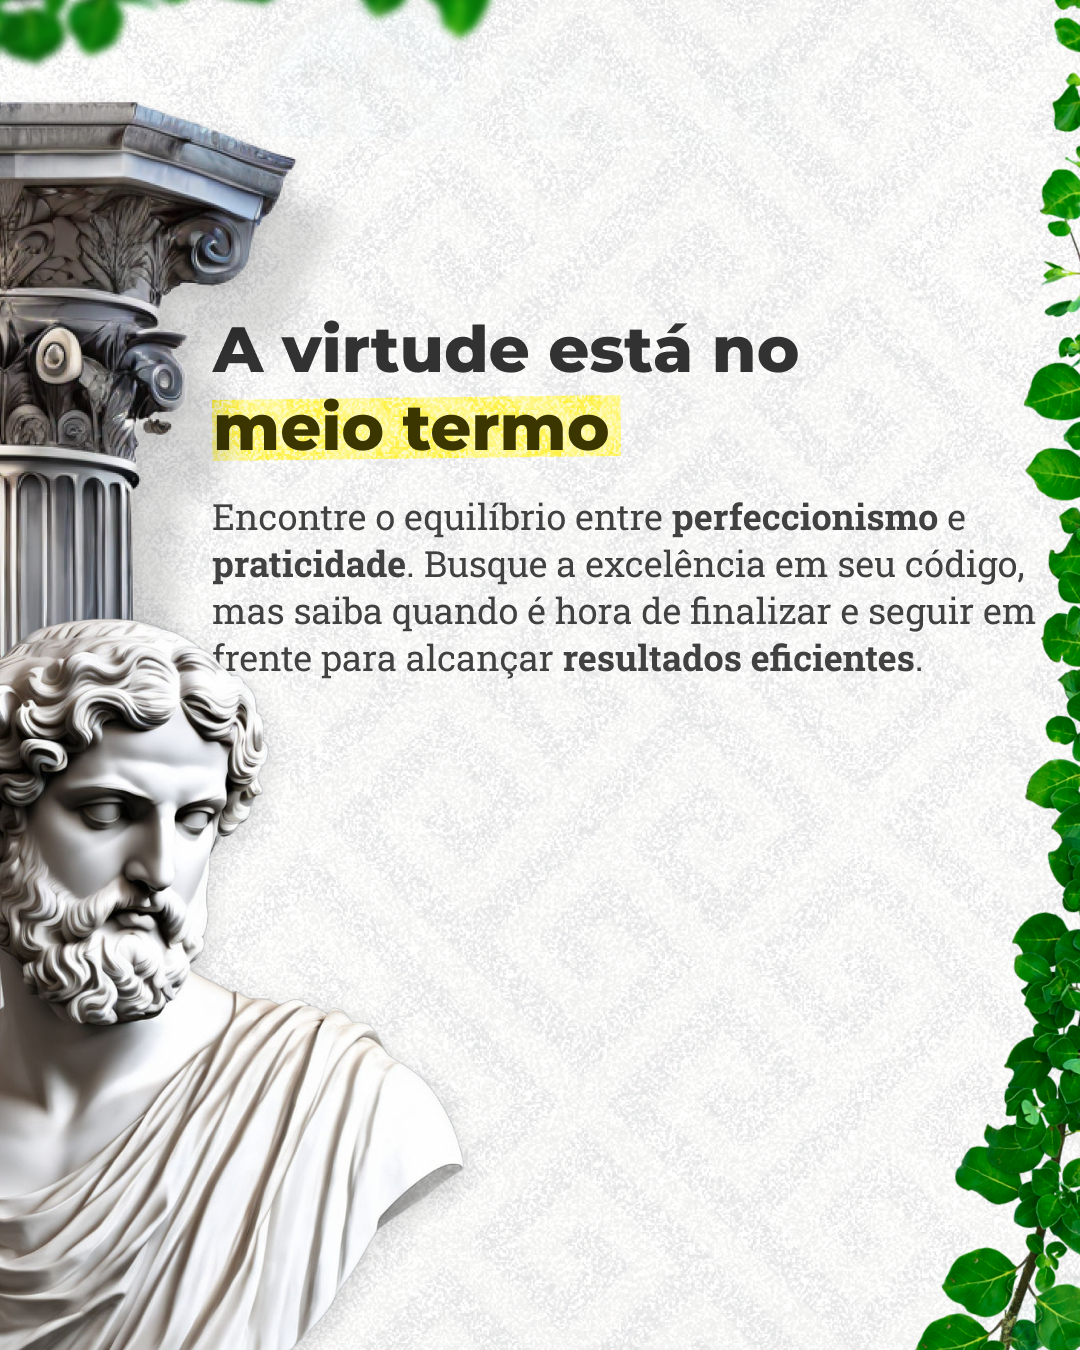 A virtude está no
meio termo
Encontre o equilíbrio entre perfeccionismo e
praticidade. Busque a excelência em seu código,
mas saiba quando é hora de finalizar e seguir em
frente para alcançar resultados eficientes.